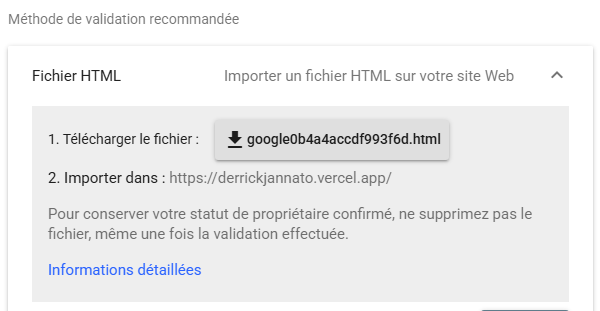 Méthode de validation recommandée
Fichier HTML Importer un fichier HTML sur votre site Web
1. Télécharger le fichier : google0b4a4accdf993f6d.html
2. Importer dans : https://derrickjannato.vercel.app/
Pour conserver votre statut de propriétaire confirmé, ne supprimez pas le
fichier, même une fois la validation effectuée.
Informations détaillées